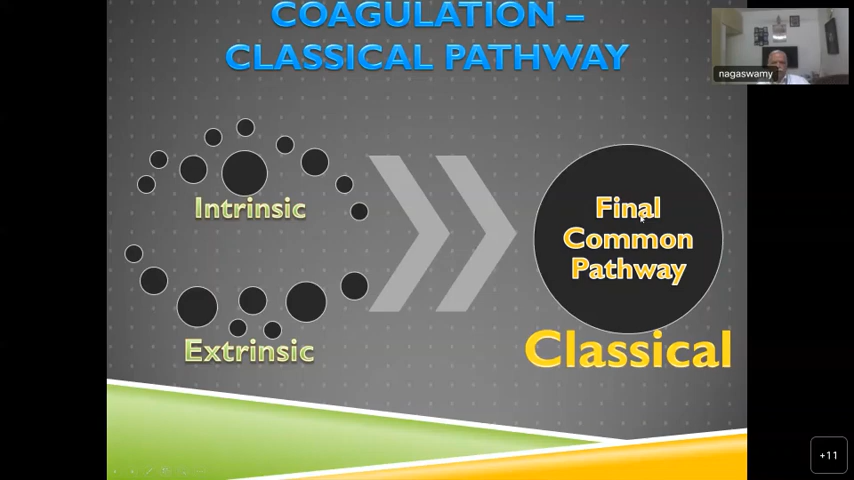 COAGULATION –
CLASSICAL PATHWAY
nagaswamy
Intrinsic
Final
Common
Pathway
Extrinsic
Classical
+11